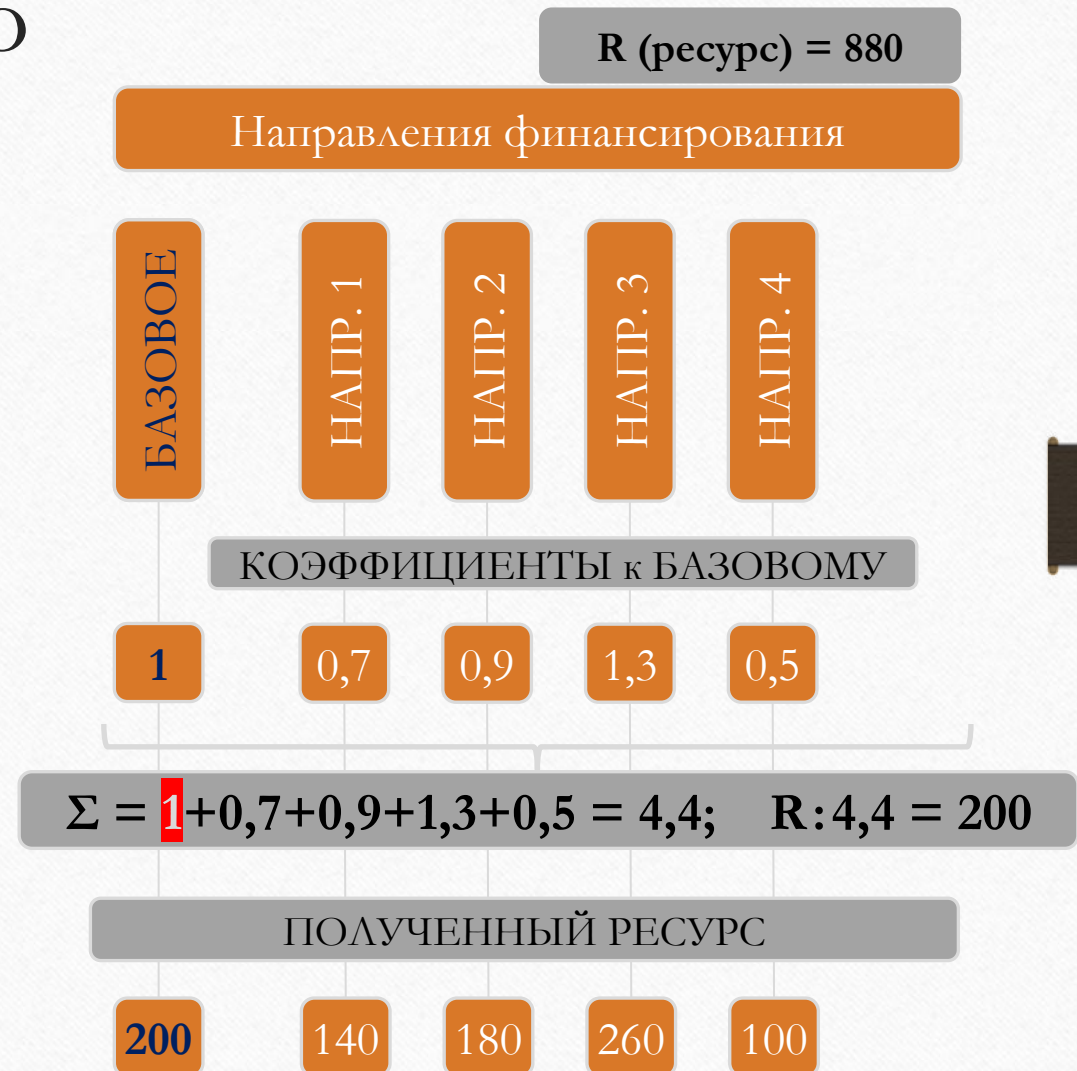 О
R (ресурс) = 880
Направления финансирования
БАЗОВОЕ
НАПР. 1
НАПР. 2
НАПР. 3
НАПР. 4
КОЭФФИЦИЕНТЫ к БАЗОВОМУ
1 0,7 0,9 1,3 0,5
Σ = 1+0,7+0,9+1,3+0,5 = 4,4; R:4,4 = 200
ПОЛУЧЕННЫЙ РЕСУРС
200 140 180 260 100